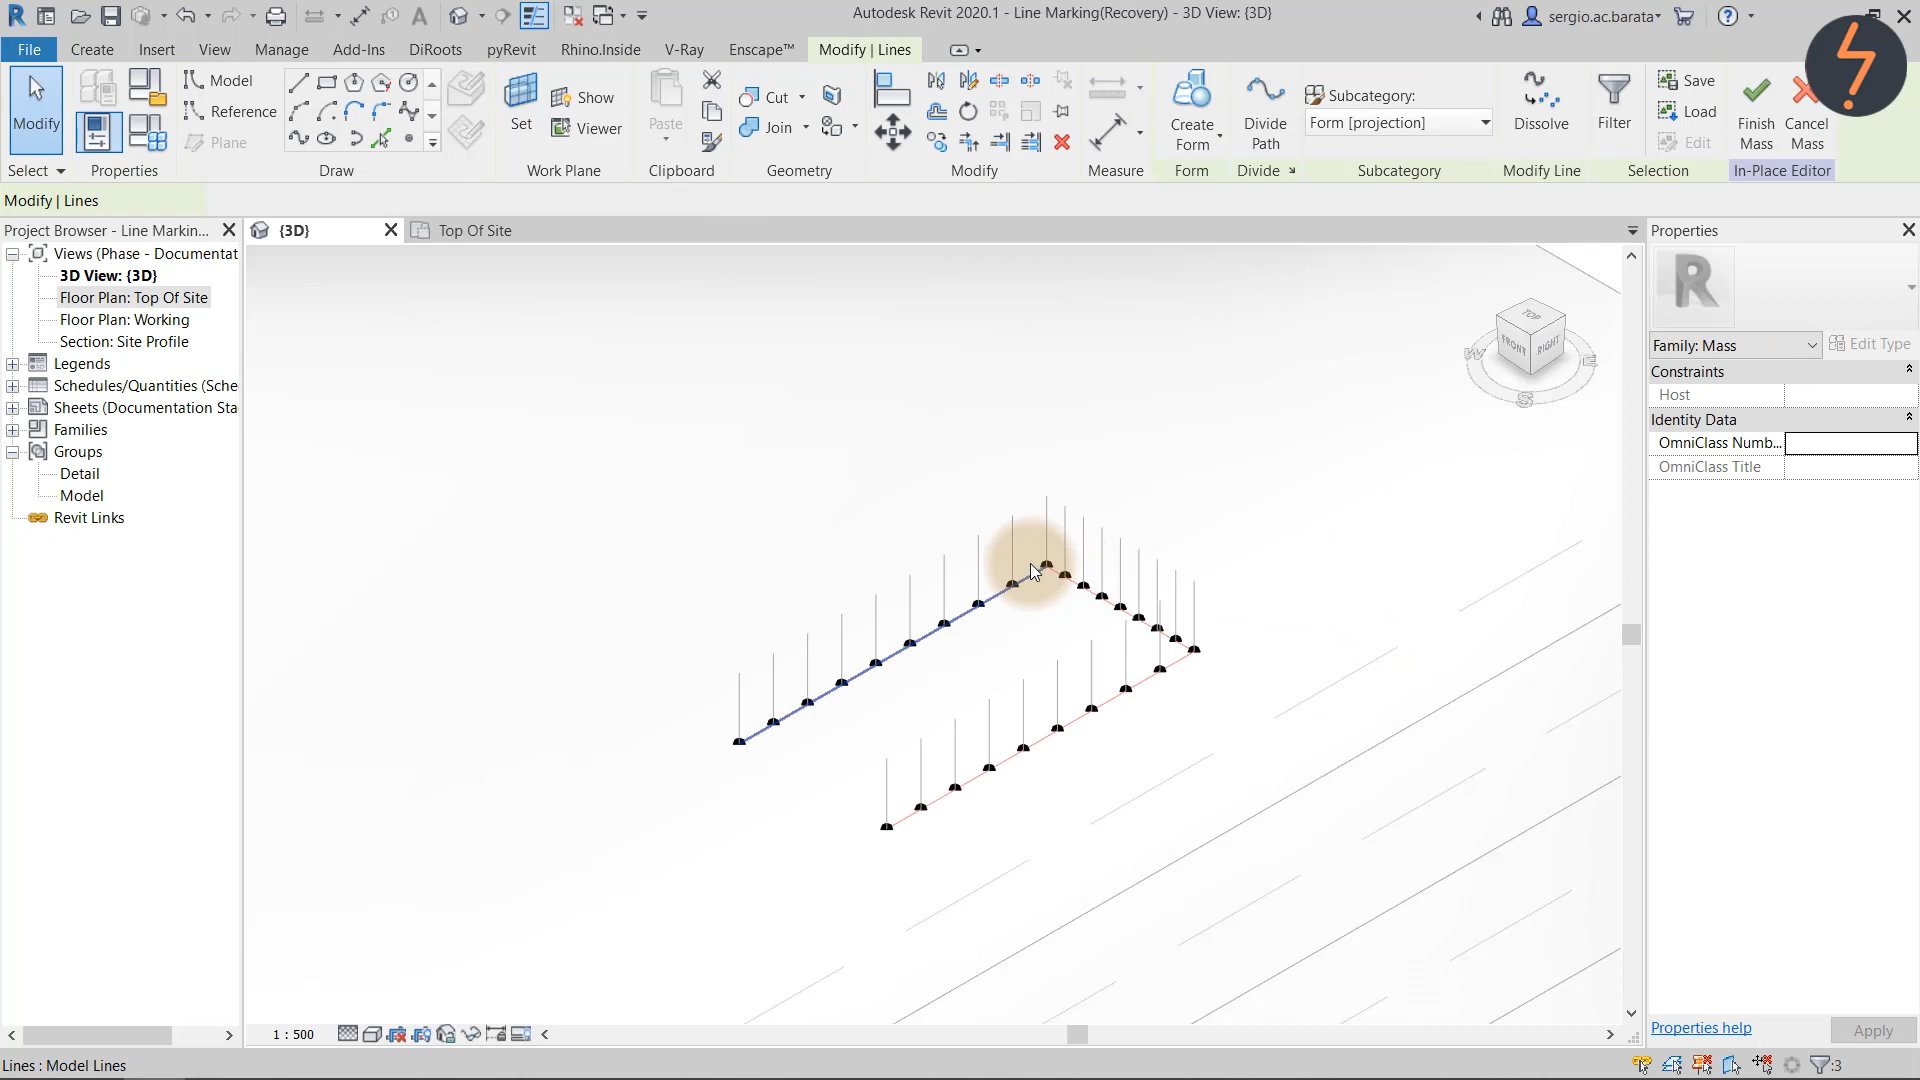 Autodesk Revit 2020.1 - Line Marking(Recovery) - 3D View: {3D}
sergio.ac.barata
File Create Insert View Manage Add-Ins DiRoots pyRevit Rhino.Inside V-Ray Enscape™ Modify | Lines
Modify
Model
Reference
Plane
Set
Show
Viewer
Paste
Cut
Join
Create
Form
Divide
Path
Subcategory:
Form [projection]
Dissolve
Filter
Save
Load
Edit
Finish
Mass
Cancel
Mass
Select Properties Draw Work Plane Clipboard Geometry Modify Measure Form Divide Subcategory Modify Line Selection In-Place Editor
Modify | Lines
Project Browser - Line Markin...
Views (Phase - Documentat
3D View: {3D}
Floor Plan: Top Of Site
Floor Plan: Working
Section: Site Profile
Legends
Schedules/Quantities (Sche
Sheets (Documentation Sta
Families
Groups
Detail
Model
Revit Links
{3D}
Top Of Site
TOP
FRONT
RIGHT
W
E
S
Properties
Family: Mass
Edit Type
Constraints
Host
Identity Data
OmniClass Numb...
OmniClass Title
Properties help
Apply
1 : 500
Lines : Model Lines
:3